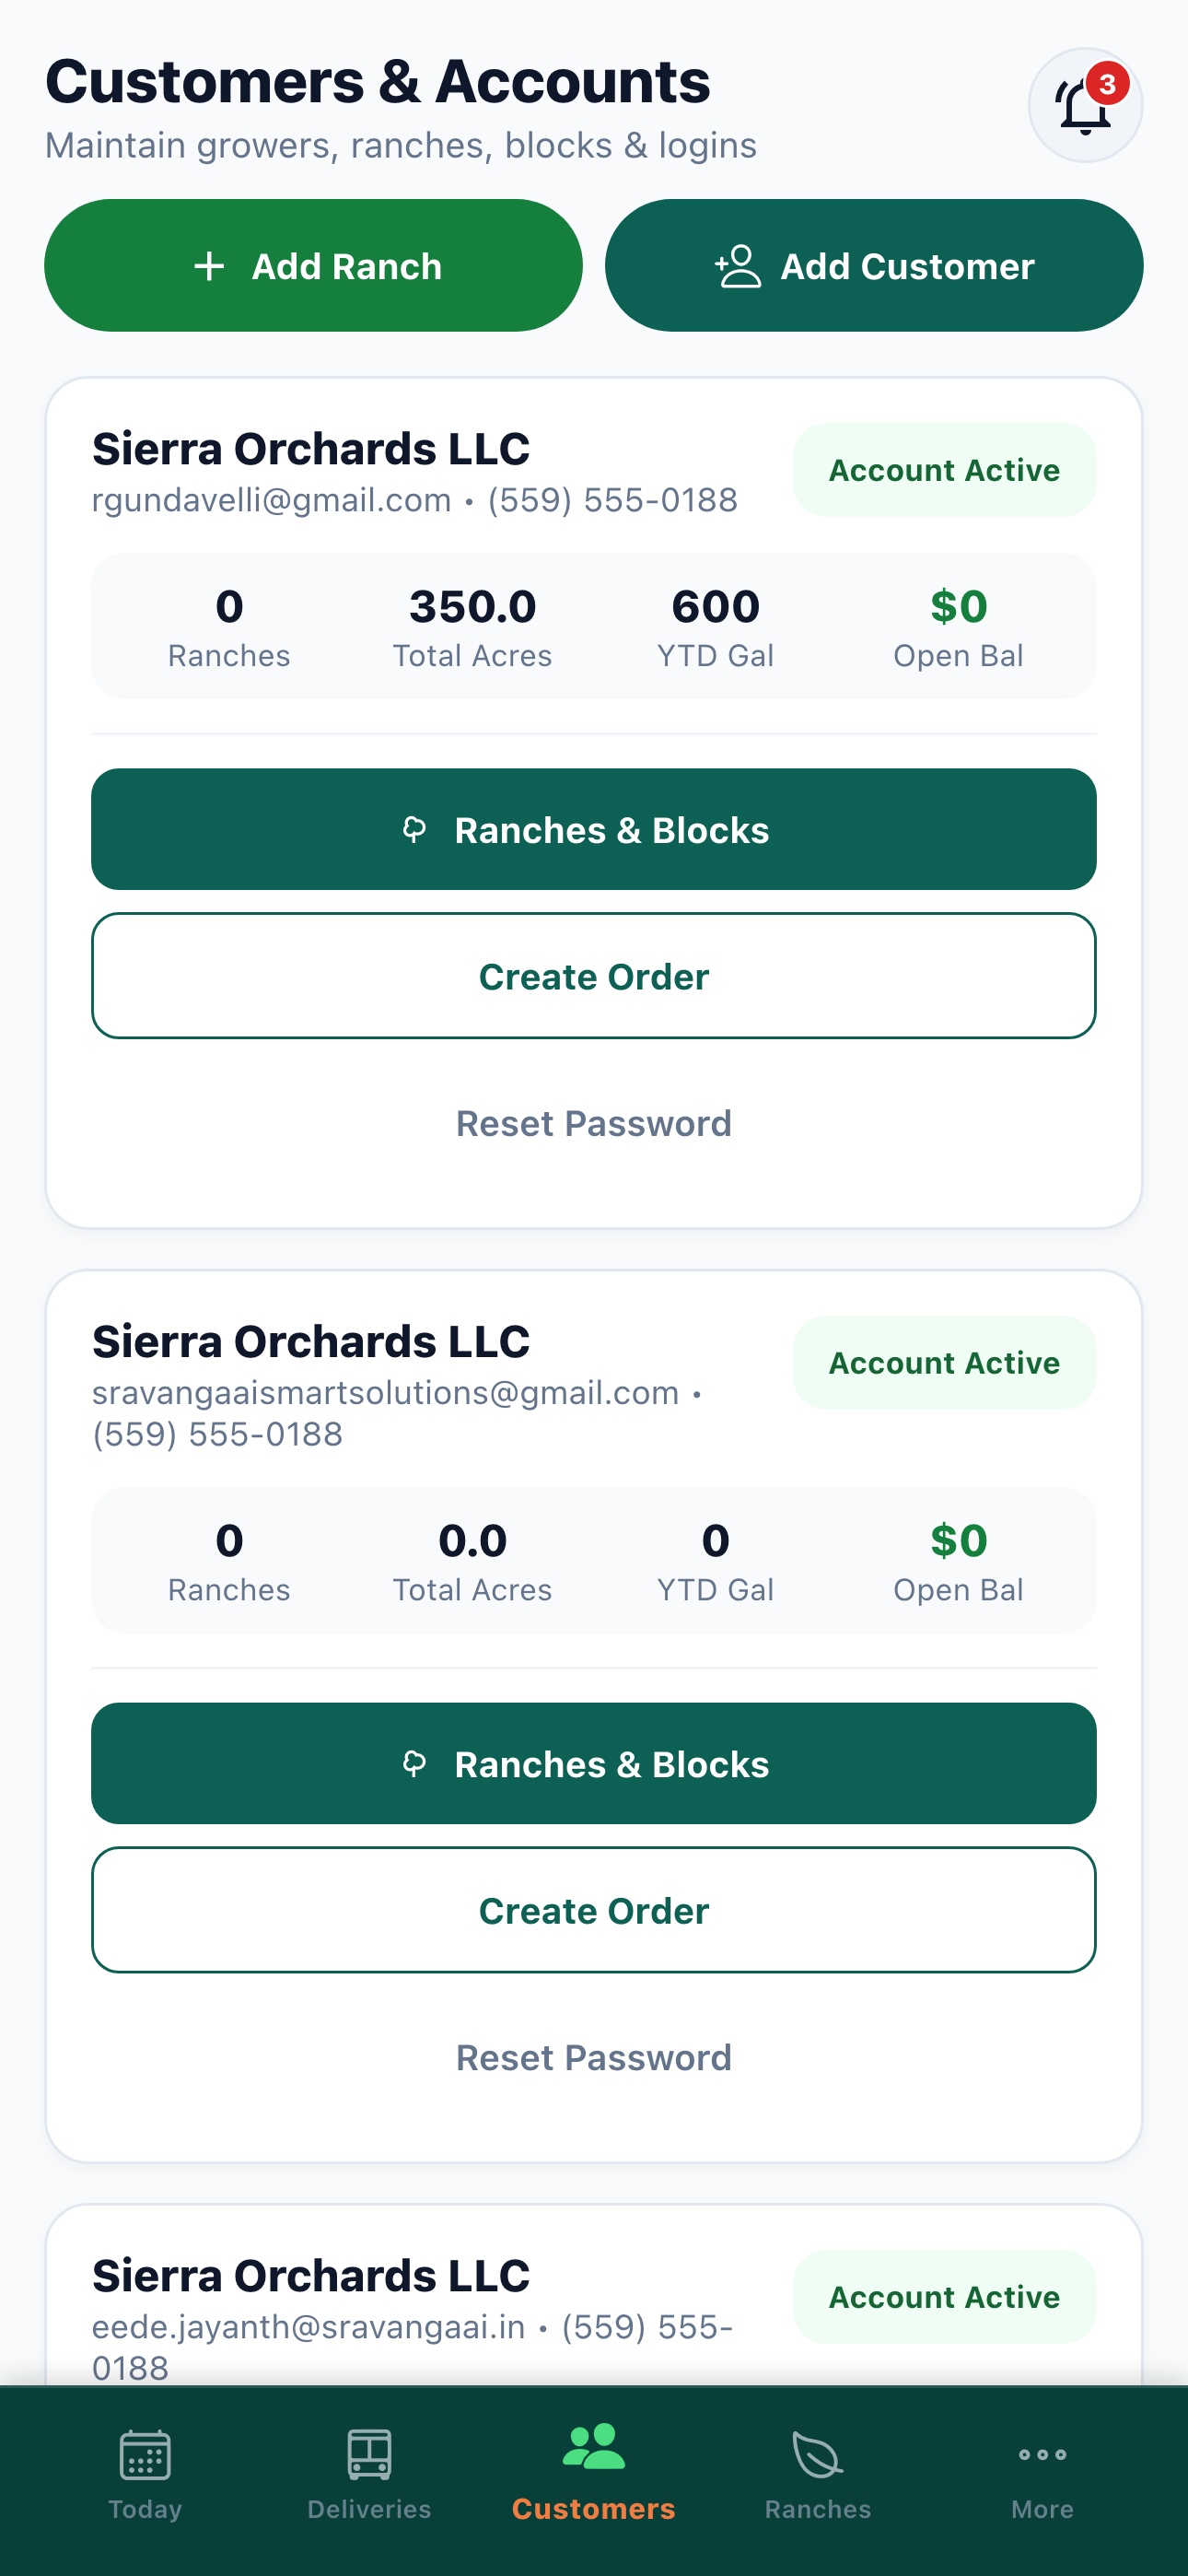 Customers & Accounts
Maintain growers, ranches, blocks & logins
3
+ Add Ranch
Add Customer
Sierra Orchards LLC
rgundavelli@gmail.com • (559) 555-0188
Account Active
0 350.0 600 $0
Ranches Total Acres YTD Gal Open Bal
Ranches & Blocks
Create Order
Reset Password
Sierra Orchards LLC
sravangaaismartsolutions@gmail.com •
(559) 555-0188
Account Active
0 0.0 0 $0
Ranches Total Acres YTD Gal Open Bal
Ranches & Blocks
Create Order
Reset Password
Sierra Orchards LLC
eede.jayanth@sravangaai.in • (559) 555-
0188
Account Active
Today Deliveries Customers Ranches More